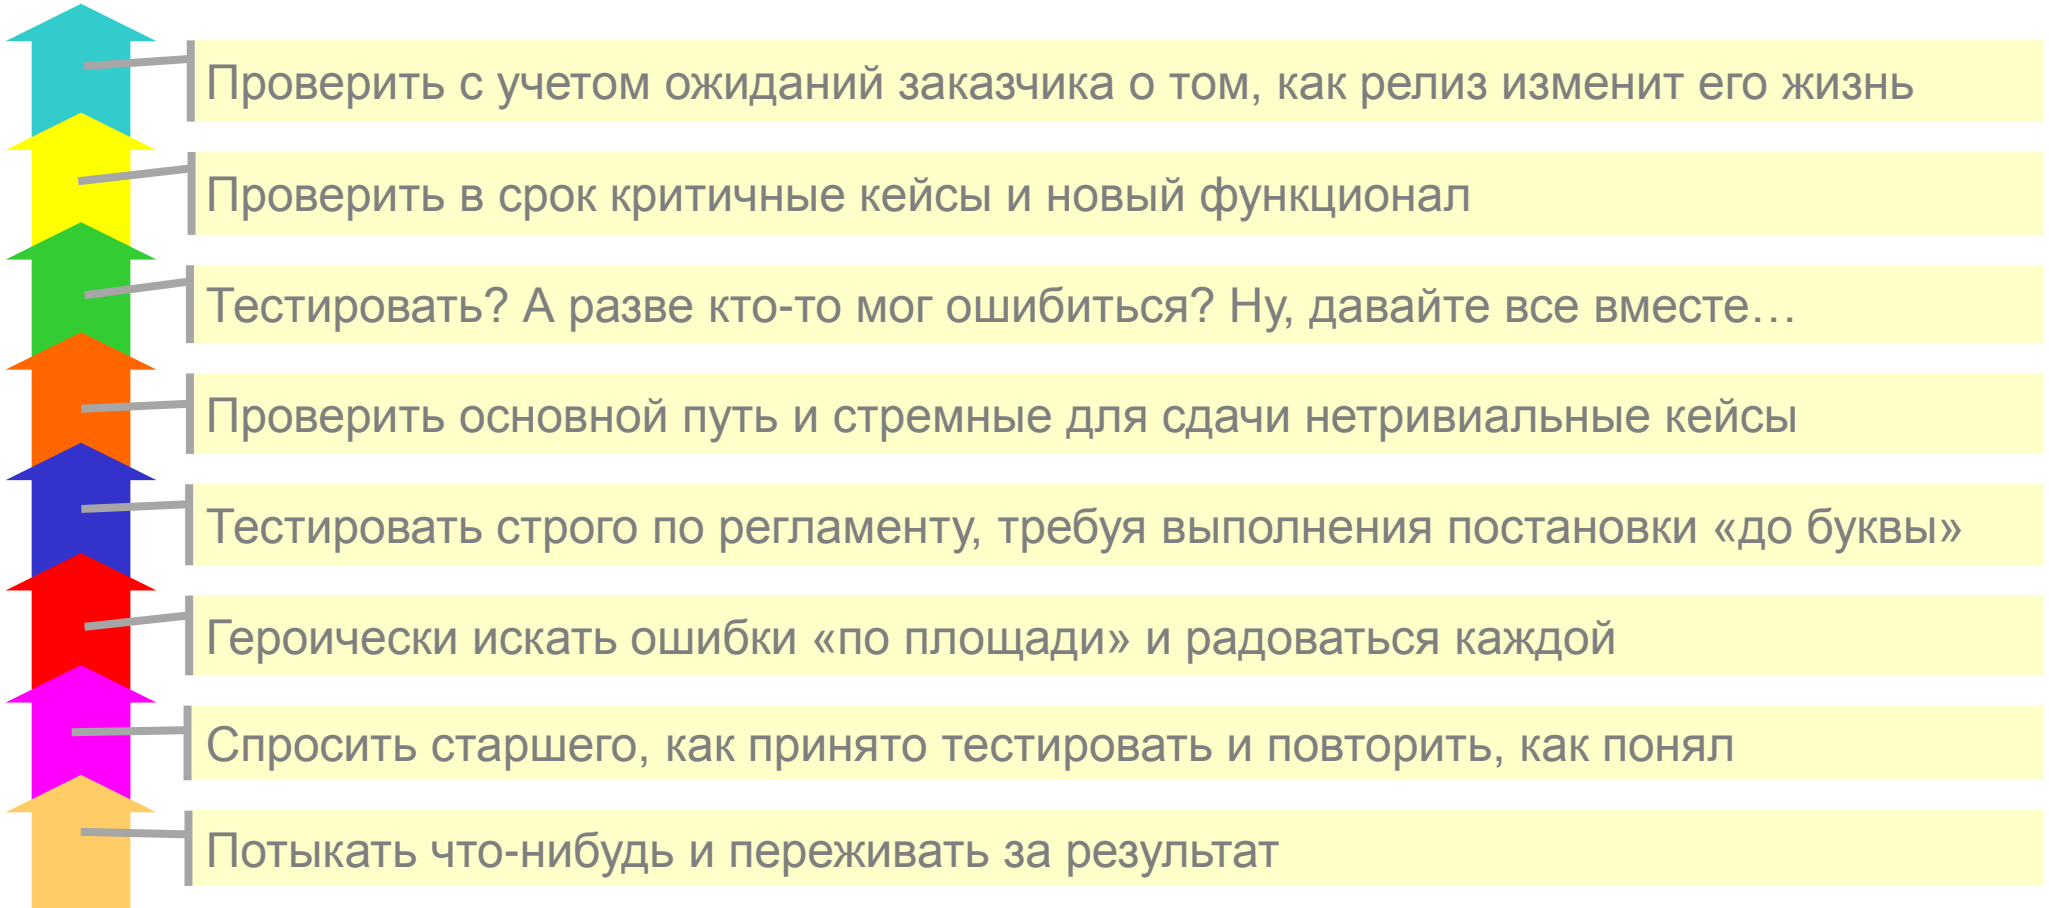 Проверить с учетом ожиданий заказчика о том, как релиз изменит его жизнь
Проверить в срок критичные кейсы и новый функционал
Тестировать? А разве кто-то мог ошибиться? Ну, давайте все вместе…
Проверить основной путь и стремные для сдачи нетривиальные кейсы
Тестировать строго по регламенту, требуя выполнения постановки «до буквы»
Героически искать ошибки «по площади» и радоваться каждой
Спросить старшего, как принято тестировать и повторить, как понял
Потыкать что-нибудь и переживать за результат